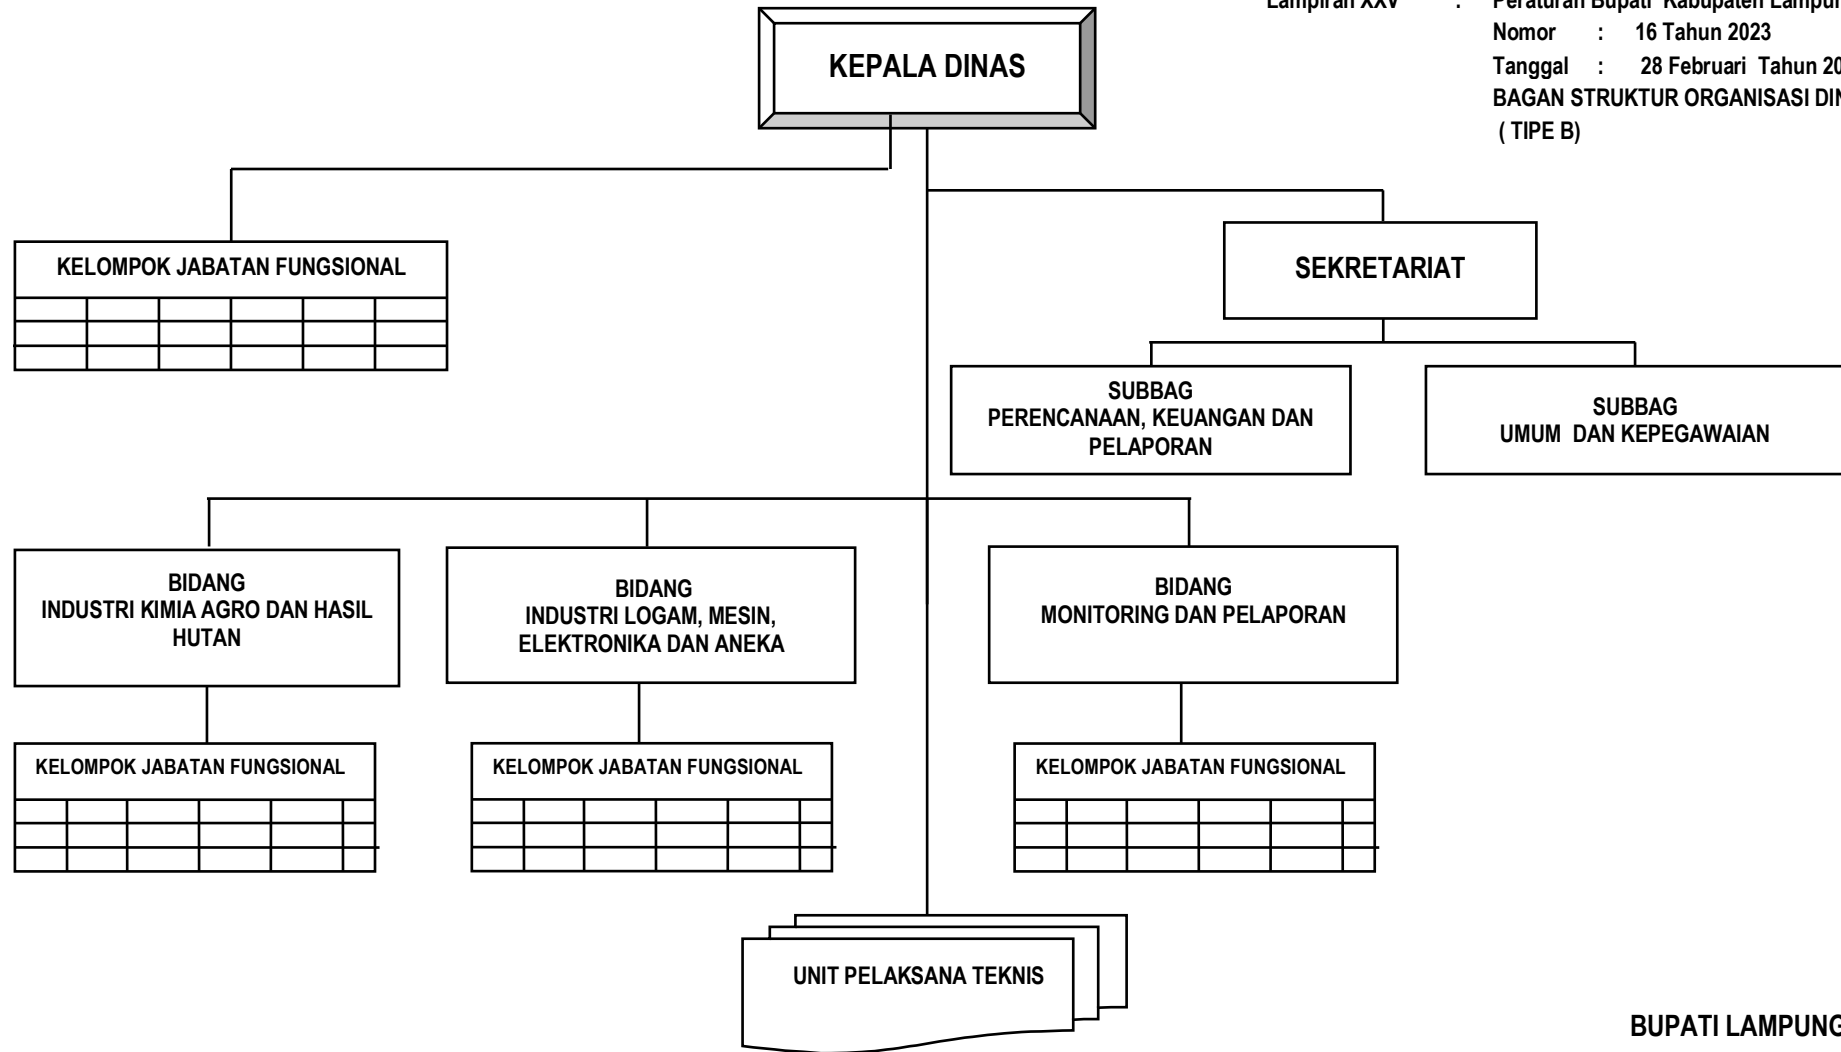 Lampiran XXV : Peraturan Bupati Kabupaten
Nomor : 16 Tahun 2023
Tanggal : 28 Februari Tahun
BAGAN STRUKTUR ORGANISASI
( TIPE B)
KEPALA DINAS
KELOMPOK JABATAN FUNGSIONAL
SEKRETARIAT
SUBBAG
PERENCANAAN, KEUANGAN DAN
PELAPORAN
SUBBAG
UMUM DAN KEPEGAWAIAN
BIDANG
INDUSTRI KIMIA AGRO DAN HASIL
HUTAN
BIDANG
INDUSTRI LOGAM, MESIN,
ELEKTRONIKA DAN ANEKA
BIDANG
MONITORING DAN PELAPORAN
KELOMPOK JABATAN FUNGSIONAL
KELOMPOK JABATAN FUNGSIONAL
KELOMPOK JABATAN FUNGSIONAL
UNIT PELAKSANA TEKNIS
BUPATI LAMPUNG